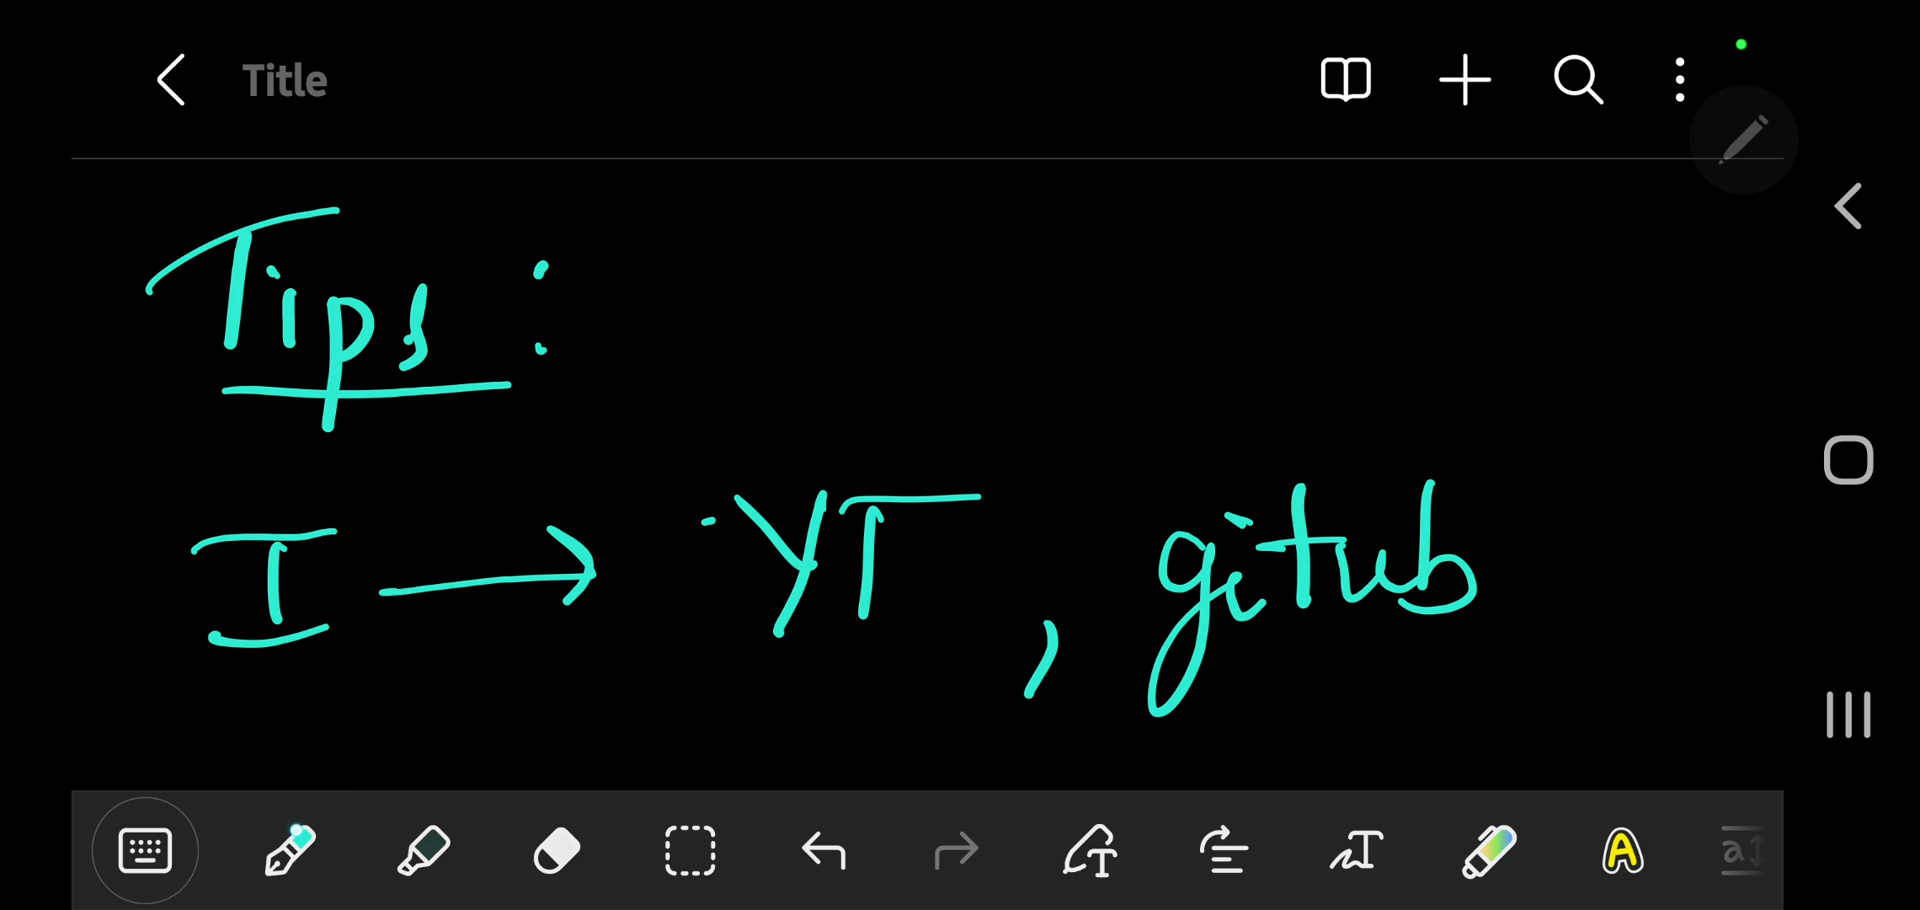 Title
Tips :
I → YT , gitub